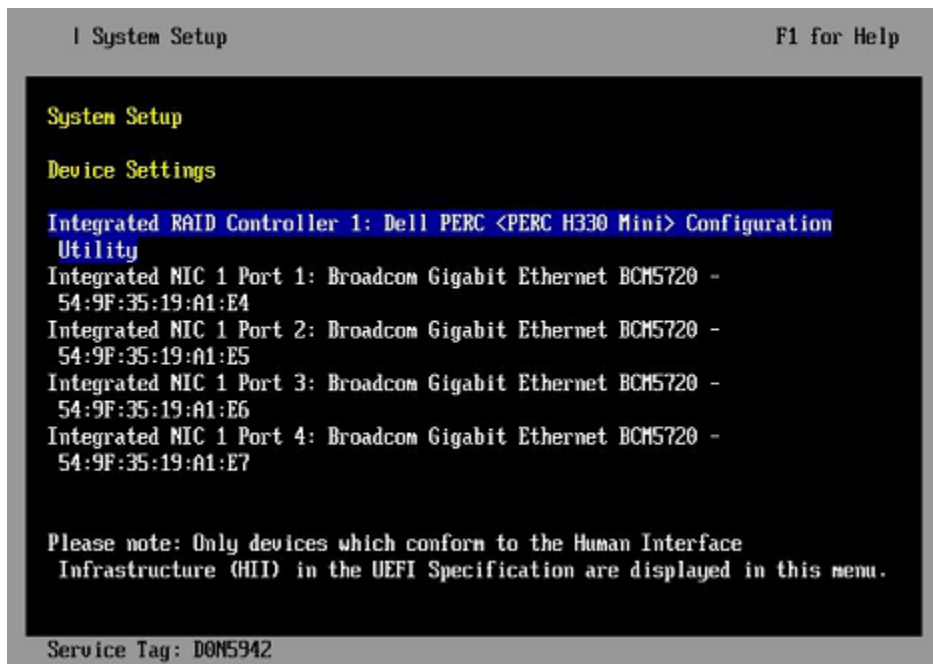 | System Setup F1 for Help
System Setup
Device Settings
Integrated RAID Controller 1: Dell PERC <PERC H330 Mini> Configuration
Utility
Integrated NIC 1 Port 1: Broadcom Gigabit Ethernet BCM5720 -
54:9F:35:19:A1:E4
Integrated NIC 1 Port 2: Broadcom Gigabit Ethernet BCM5720 -
54:9F:35:19:A1:E5
Integrated NIC 1 Port 3: Broadcom Gigabit Ethernet BCM5720 -
54:9F:35:19:A1:E6
Integrated NIC 1 Port 4: Broadcom Gigabit Ethernet BCM5720 -
54:9F:35:19:A1:E7
Please note: Only devices which conform to the Human Interface
Infrastructure (HII) in the UEFI Specification are displayed in this menu.
Service Tag: D0N5942